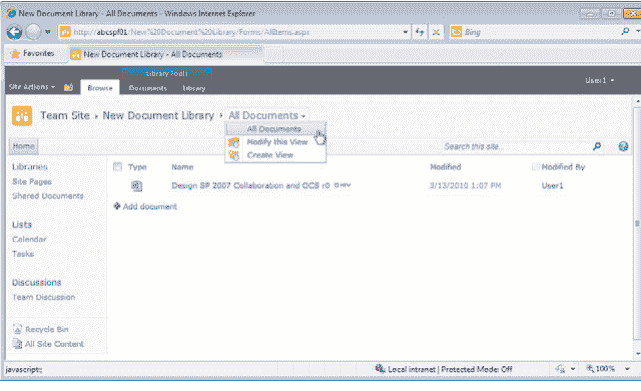 New Document Library - All Documents - Windows Internet Explorer
http://abcspf01/New%20Document%20Library/Forms/AllItems.aspx
Bing
Favorites
New Document Library - All Documents
Library Tools
Site Actions
Browse
Documents
Library
User1
Team Site › New Document Library › All Documents
All Documents
Modify this View
Create View
Home
Search this site...
Libraries
Site Pages
Shared Documents
Lists
Calendar
Tasks
Discussions
Team Discussion
Recycle Bin
All Site Content
Type Name Modified Modified By
Design SP 2007 Collaboration and OCS r0 NEW 3/13/2010 1:07 PM User1
Add document
javascript:;
Local intranet | Protected Mode: Off
100%